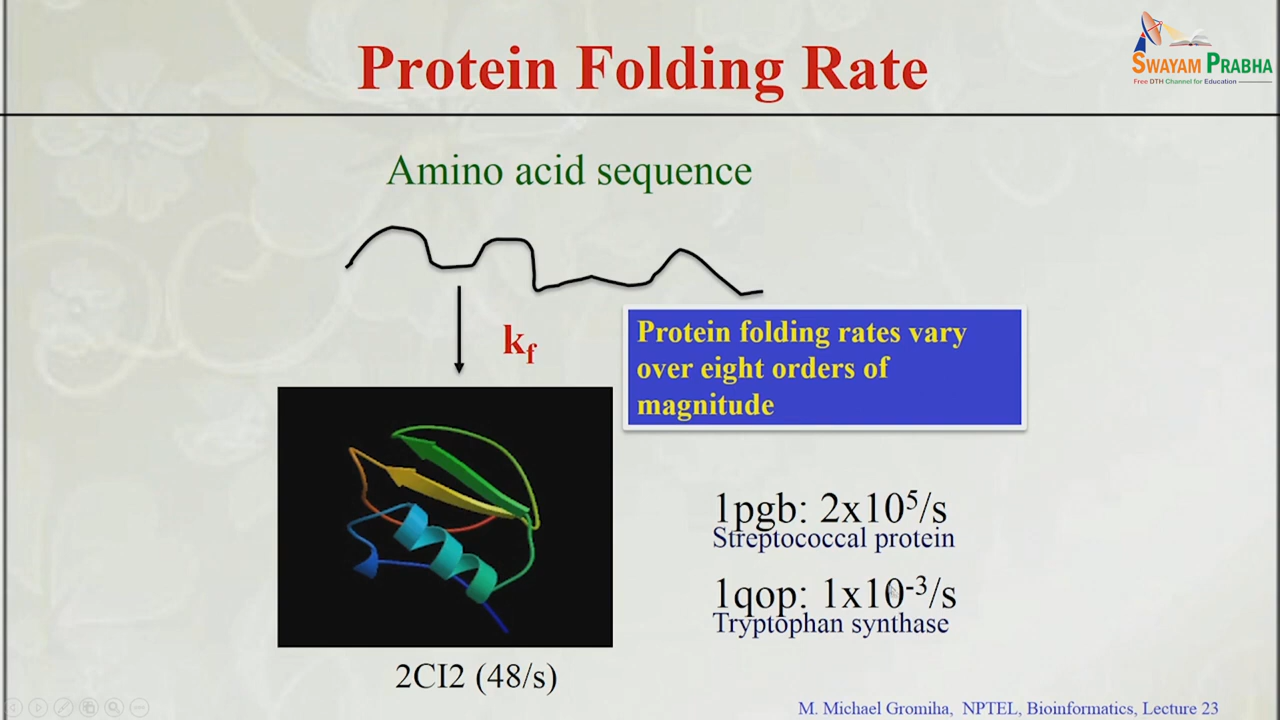 Protein Folding Rate
SWAYAM PRABHA
Free DTH Channel for Education
Amino acid sequence
k_f
Protein folding rates vary
over eight orders of
magnitude
1pgb: 2x10⁵/s
Streptococcal protein
1qop: 1x10⁻³/s
Tryptophan synthase
2CI2 (48/s)
M. Michael Gromiha, NPTEL, Bioinformatics, Lecture 23